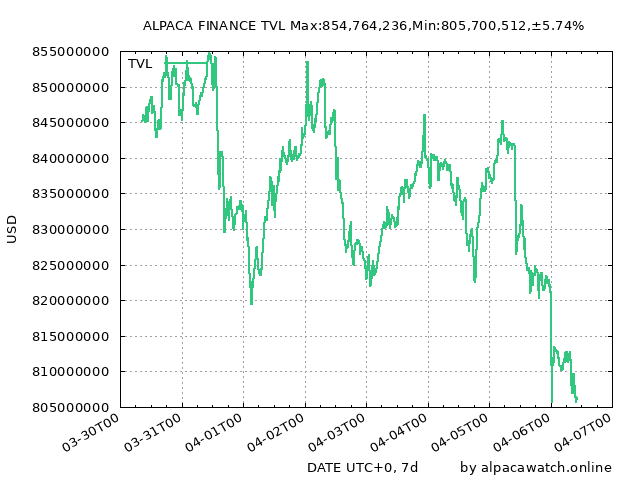 ALPACA FINANCE TVL Max:854,764,236,Min:805,700,512,±5.74%
855000000
850000000
845000000
840000000
835000000
830000000
825000000
820000000
815000000
810000000
805000000
USD
TVL
03-30T00
03-31T00
04-01T00
04-02T00
04-03T00
04-04T00
04-05T00
04-06T00
04-07T00
DATE UTC+0, 7d
by alpacawatch.online